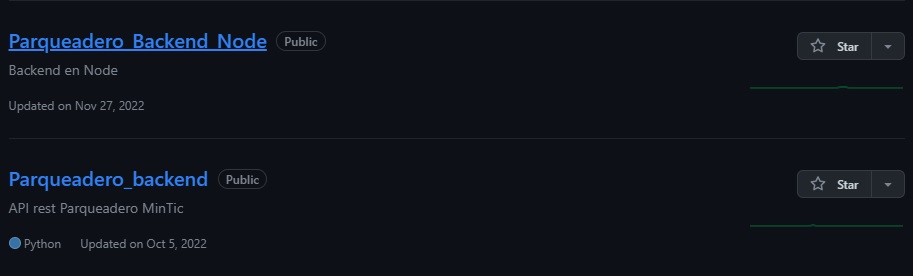 Parqueadero_Backend_Node Public
Star
Backend en Node
Updated on Nov 27, 2022
Parqueadero_backend Public
Star
API rest Parqueadero MinTic
Python Updated on Oct 5, 2022